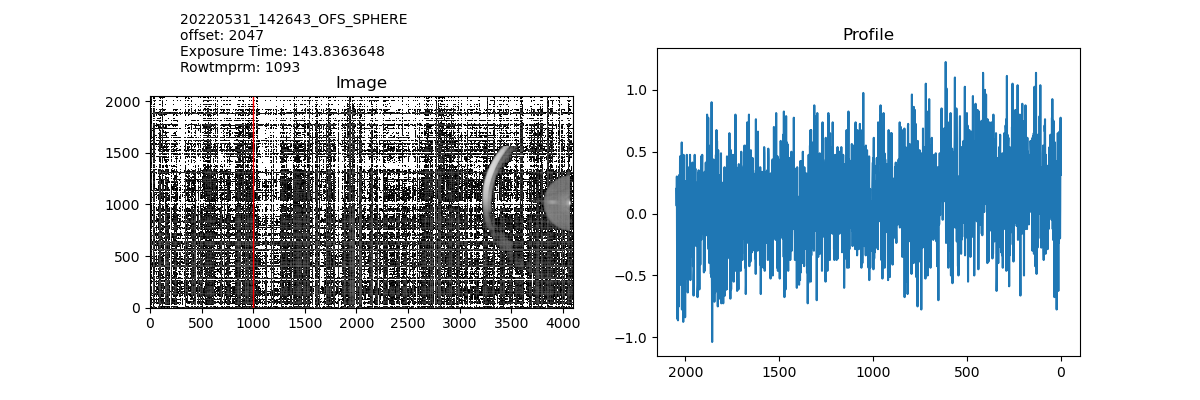 20220531_142643_OFS_SPHERE
offset: 2047
Exposure Time: 143.8363648
Rowtmprm: 1093
Image
2000
1500
1000
500
0
0 500 1000 1500 2000 2500 3000 3500 4000
Profile
1.0
0.5
0.0
−0.5
−1.0
2000 1500 1000 500 0